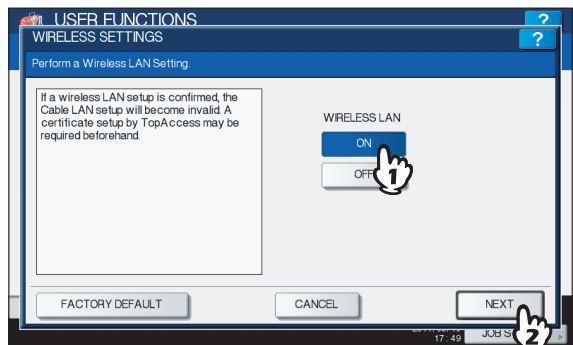 USER FUNCTIONS
?
WIRELESS SETTINGS
?
Perform a Wireless LAN Setting.
If a wireless LAN setup is confirmed, the
Cable LAN setup will become invalid. A
certificate setup by TopAccess may be
required beforehand.
WIRELESS LAN
ON
OFF
1
FACTORY DEFAULT
CANCEL
NEXT
17:49
JOB S
2